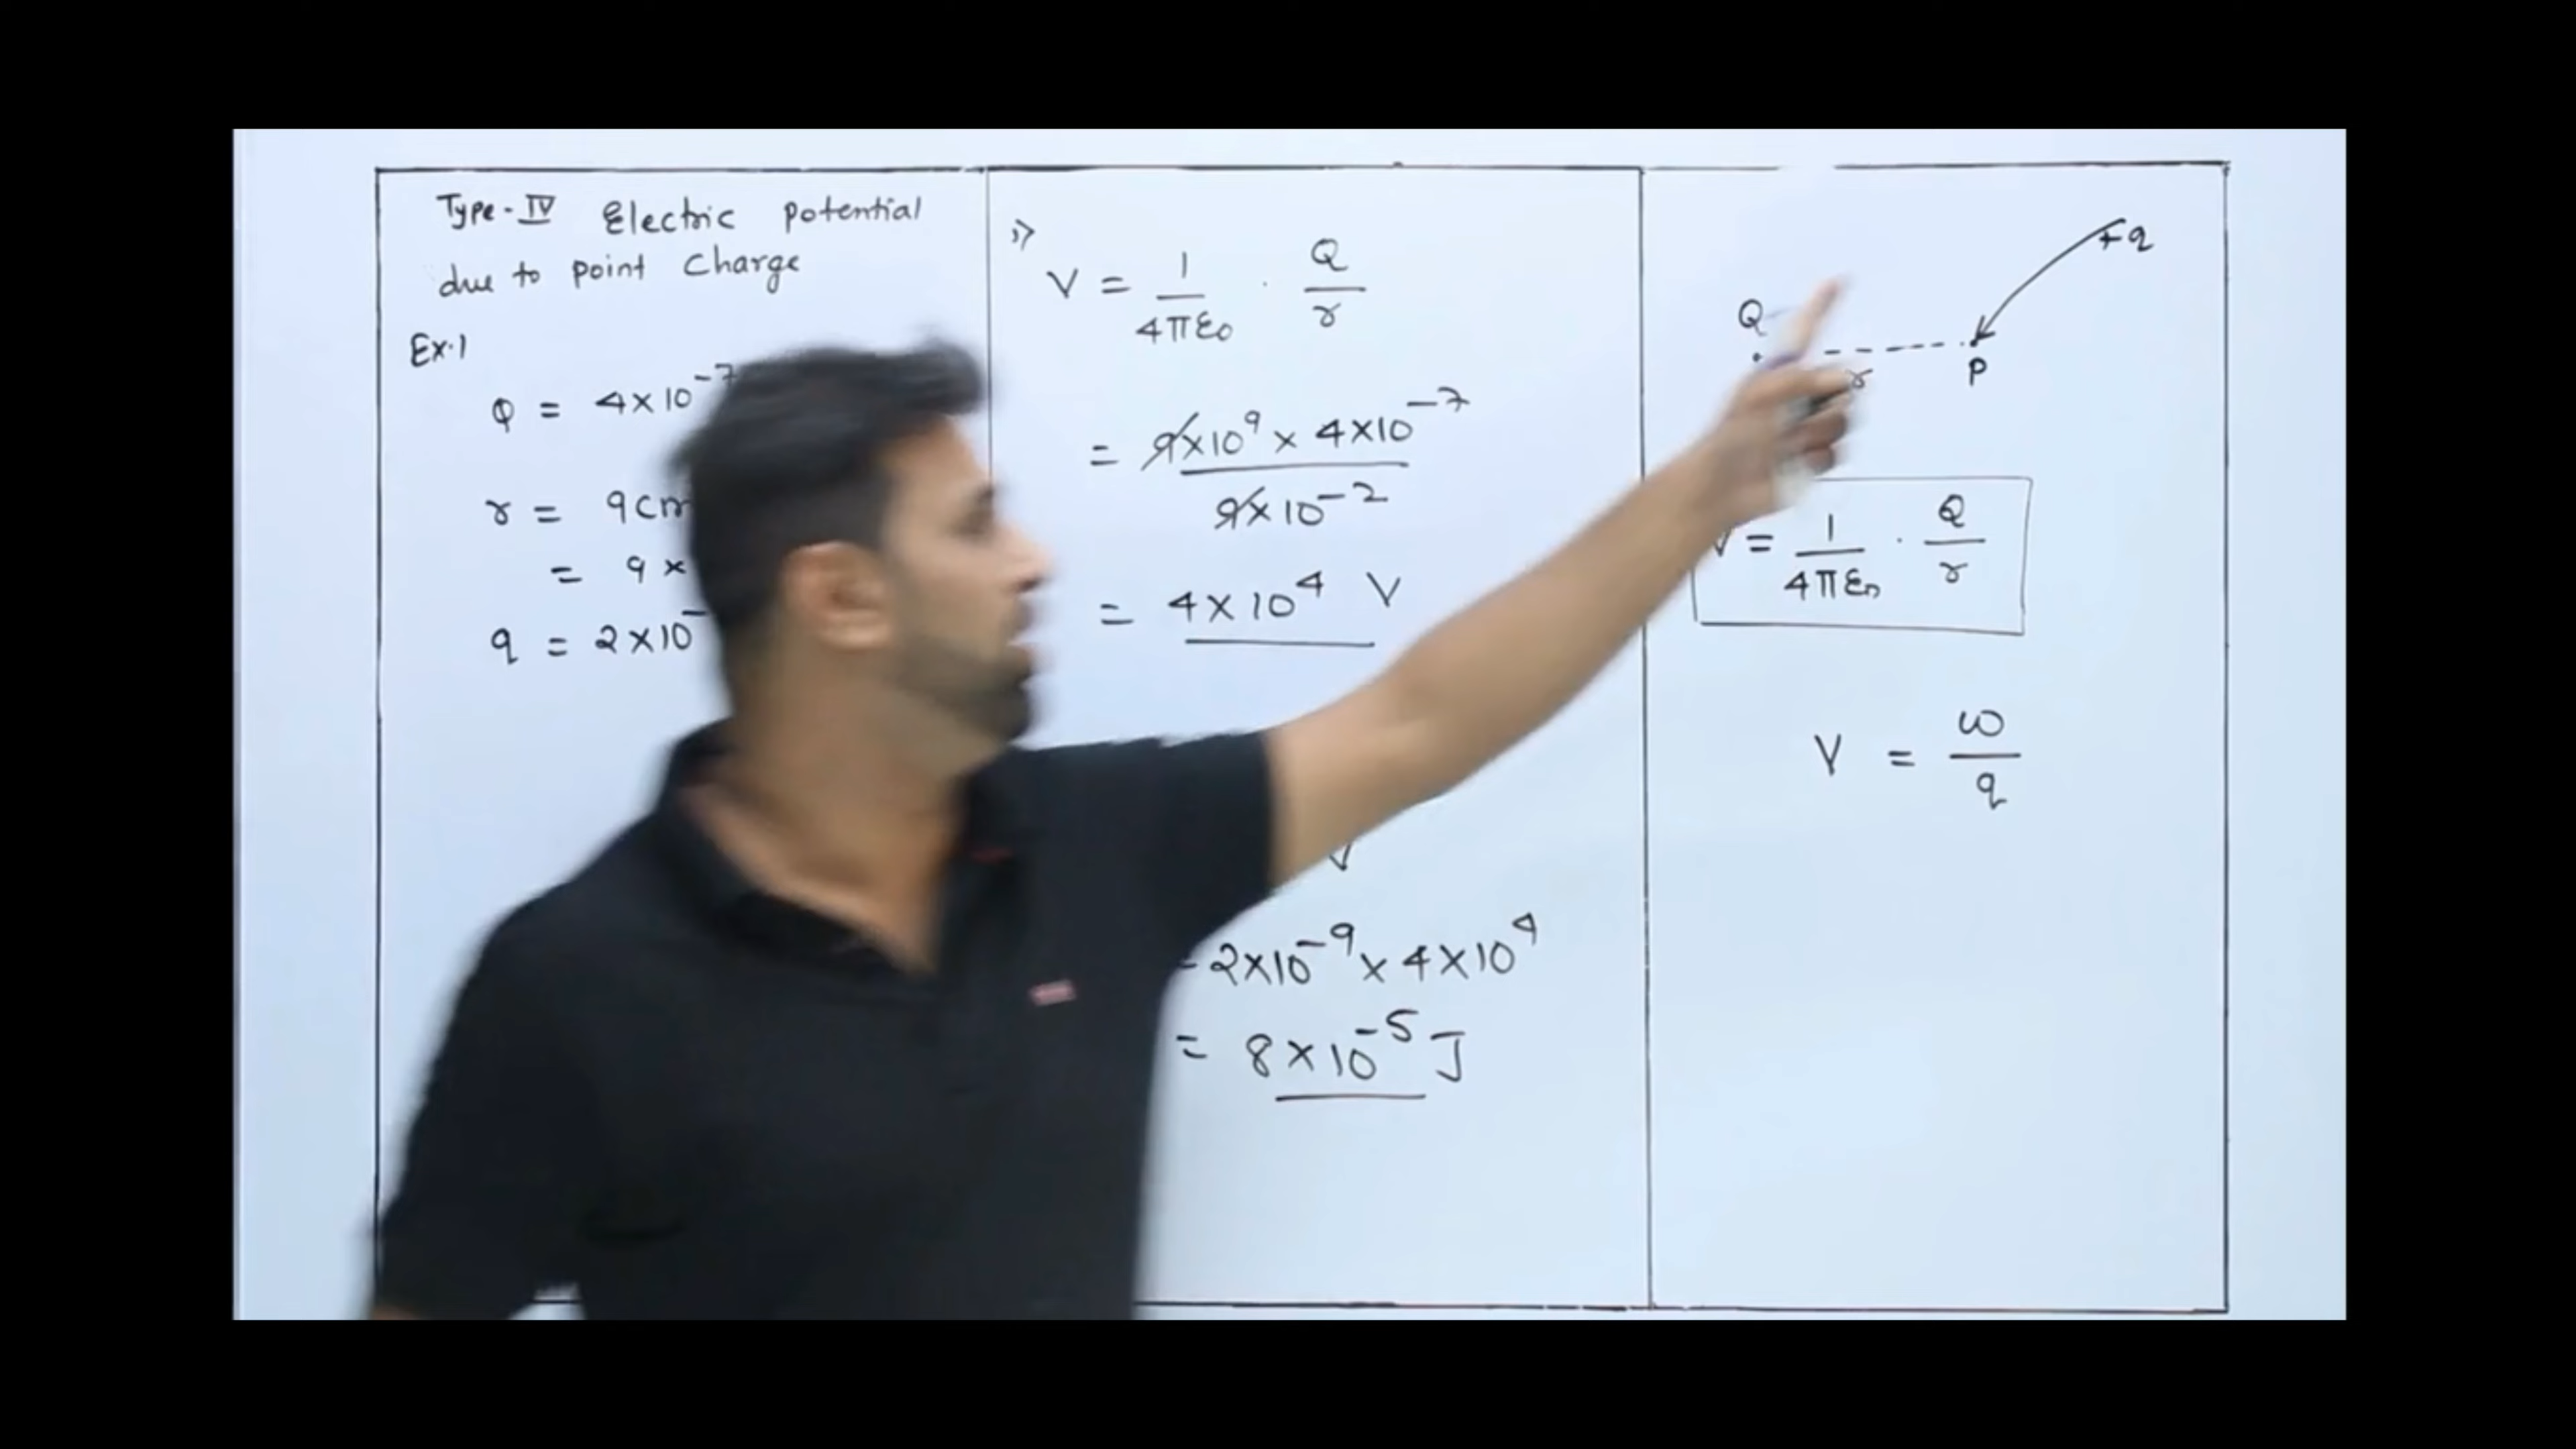 Type-IV Electric potential
due to point Charge
Ex.1
Q = 4×10⁻⁷
r = 9cm
= 9×
q = 2×10⁻
i)
V = 1/4πε₀ · Q/r
= 9×10⁹ × 4×10⁻⁷ / 9×10⁻²
= 4×10⁴ V
V
= 2×10⁻⁹ × 4×10⁴
= 8×10⁻⁵ J
+q
Q
r
P
V = 1/4πε₀ · Q/r
V = W/q